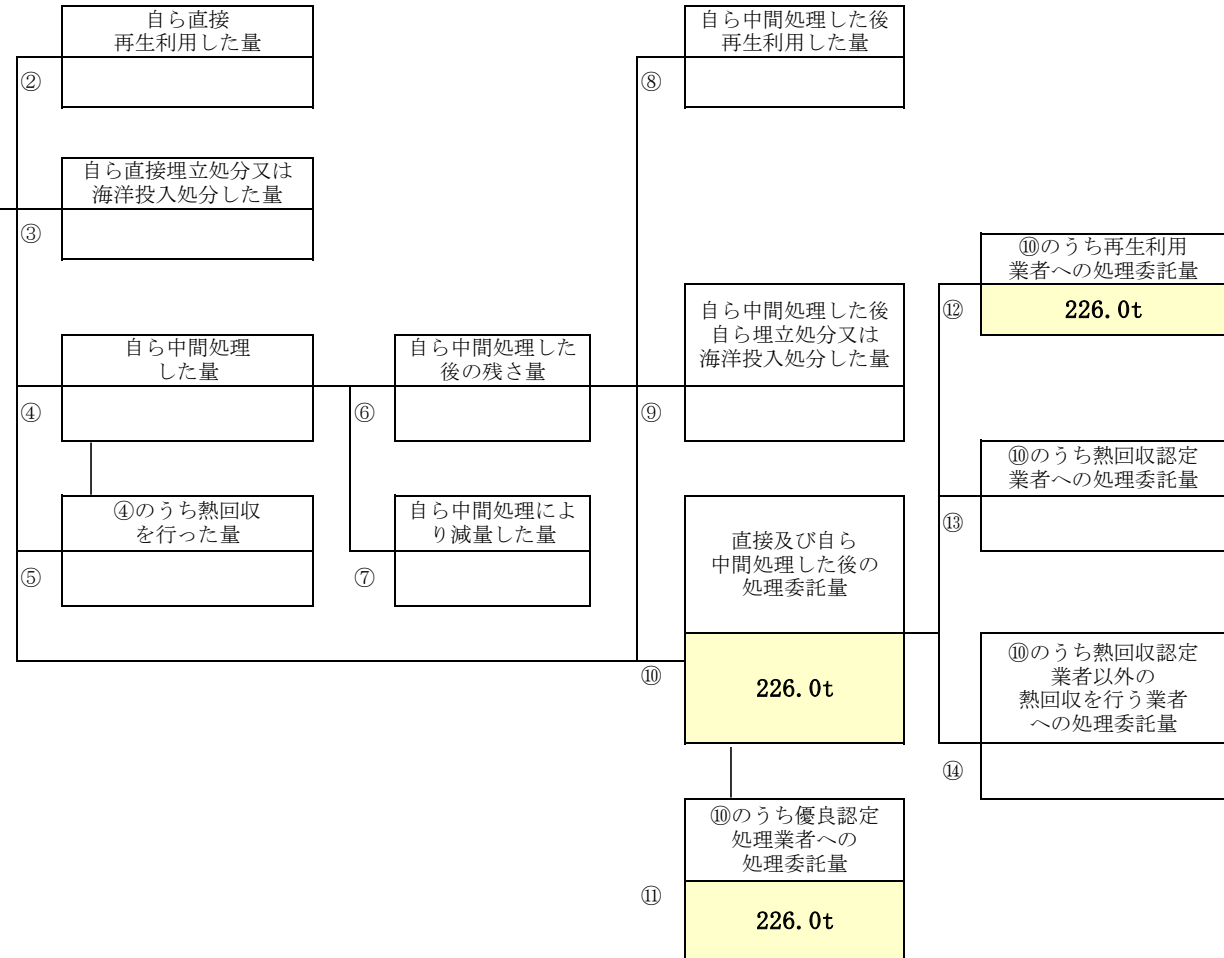 自ら直接
再生利用した量
②
自ら中間処理した後
再生利用した量
⑧
自ら直接埋立処分又は
海洋投入処分した量
③
⑩のうち再生利用
業者への処理委託量
⑫
226.0t
自ら中間処理
した量
④
自ら中間処理した
後の残さ量
⑥
自ら中間処理した後
自ら埋立処分又は
海洋投入処分した量
⑨
⑩のうち熱回収認定
業者への処理委託量
⑬
④のうち熱回収
を行った量
⑤
自ら中間処理によ
り減量した量
⑦
直接及び自ら
中間処理した後の
処理委託量
⑩
226.0t
⑩のうち熱回収認定
業者以外の
熱回収を行う業者
への処理委託量
⑭
⑩のうち優良認定
処理業者への
処理委託量
⑪
226.0t